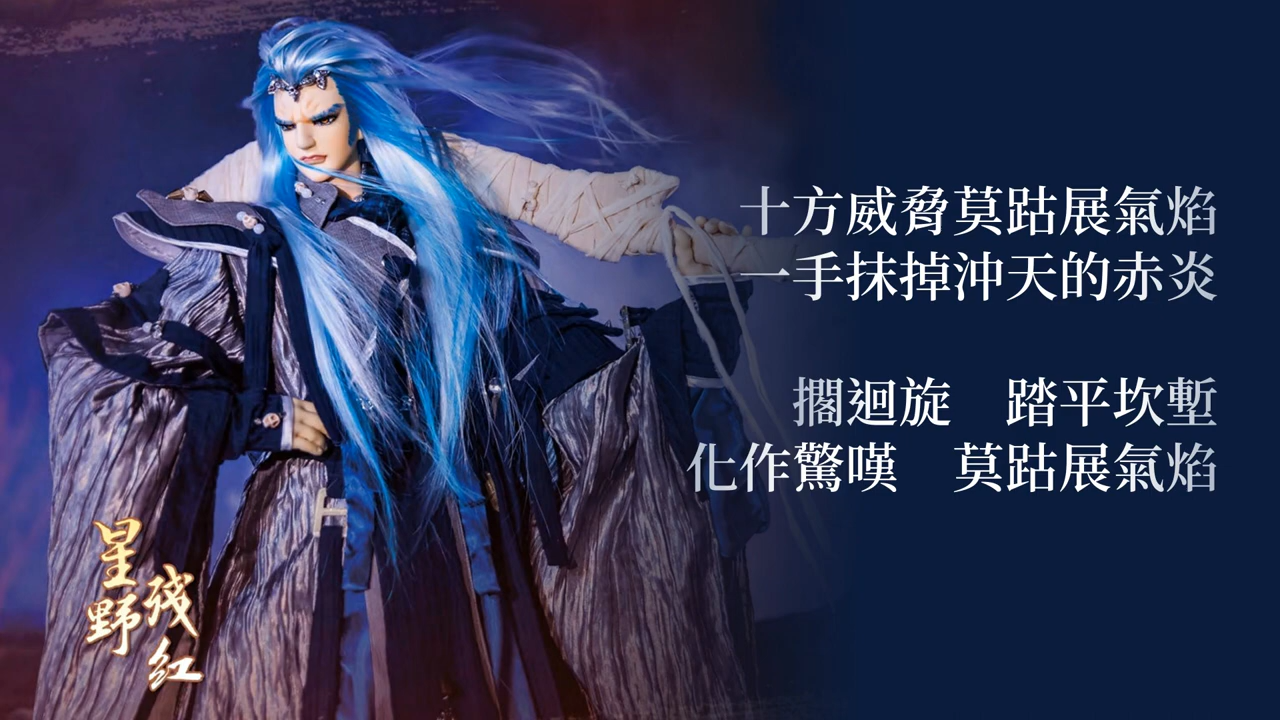 十方威脅莫跕展氣焰
一手抹掉沖天的赤炎
擱迴旋　踏平坎塹
化作驚嘆　莫跕展氣焰
星野
殘紅